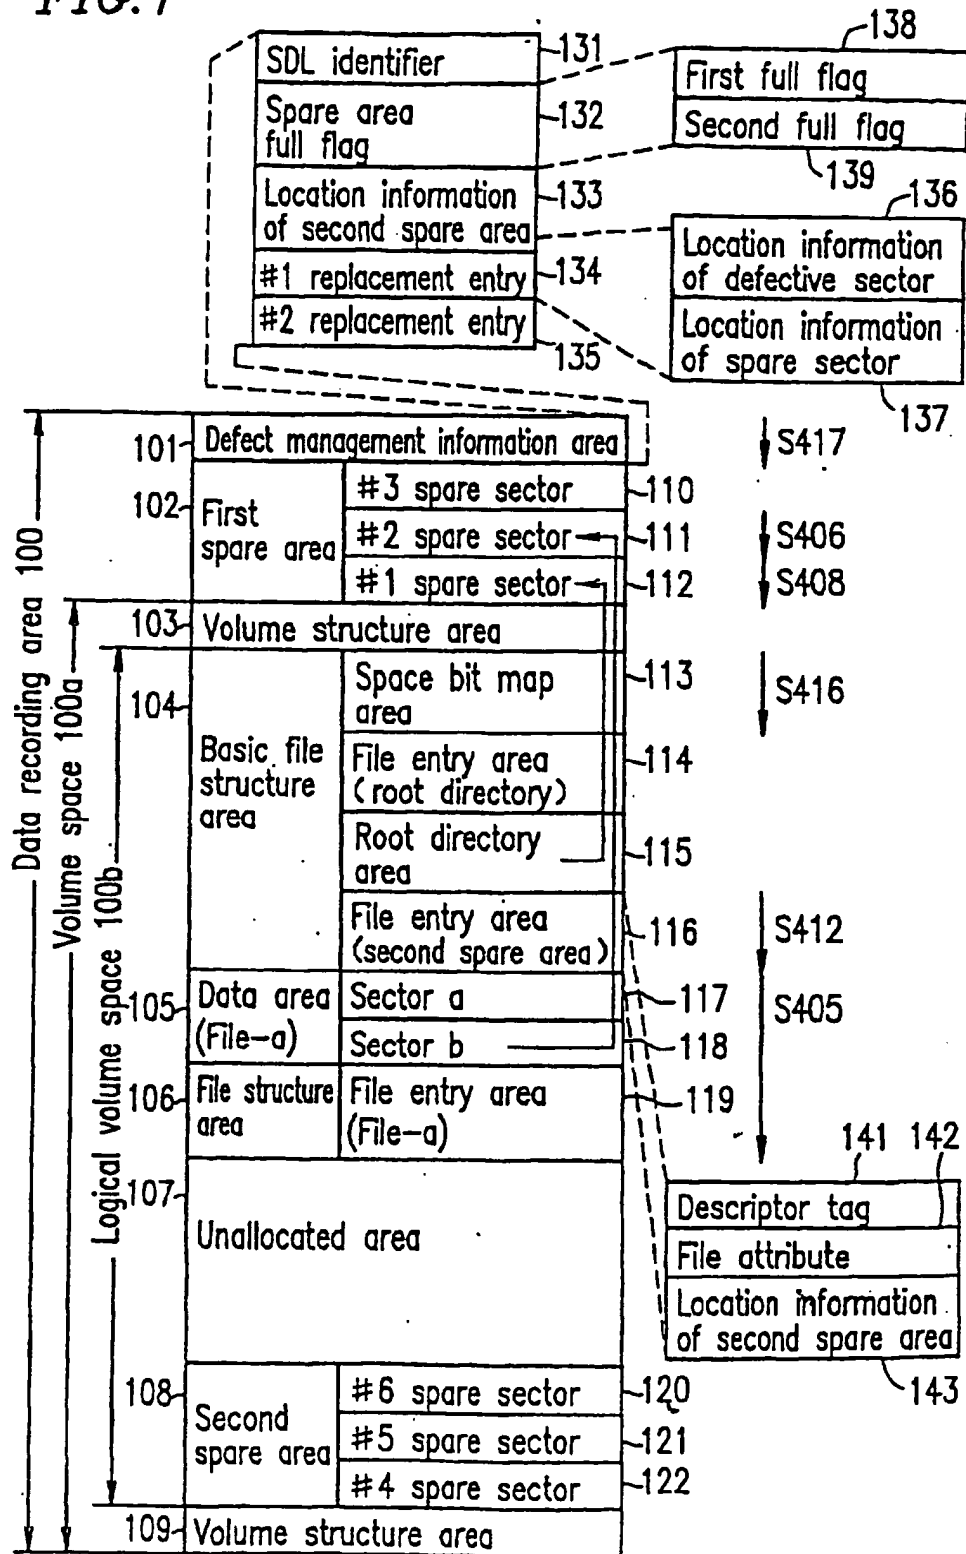 FIG. 1
SDL identifier
131
Spare area
full flag
132
Location information
of second spare area
133
#1 replacement entry
134
#2 replacement entry
135
138
First full flag
Second full flag
139
136
Location information
of defective sector
Location information
of spare sector
137
Data recording area 100
Volume space 100a
Logical volume space 100b
101
Defect management information area
S417
102
First
spare area
#3 spare sector
110
#2 spare sector
111
S406
#1 spare sector
112
S408
103
Volume structure area
104
Basic file
structure
area
Space bit map
area
113
S416
File entry area
(root directory)
114
Root directory
area
115
File entry area
(second spare area)
116
S412
105
Data area
(File-a)
Sector a
117
S405
Sector b
118
106
File structure
area
File entry area
(File-a)
119
107
Unallocated area
141
142
Descriptor tag
File attribute
Location information
of second spare area
143
108
Second
spare area
#6 spare sector
120
#5 spare sector
121
#4 spare sector
122
109
Volume structure area